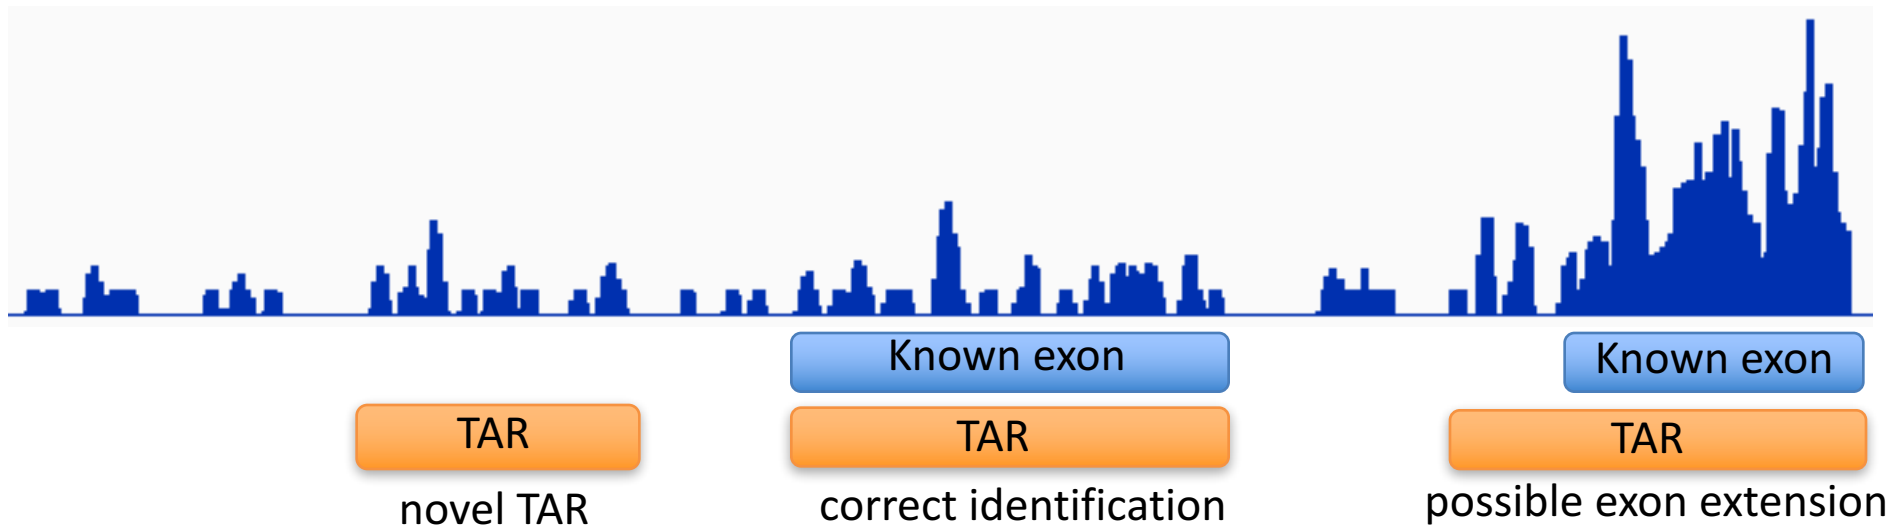 Known exon
Known exon
TAR
TAR
TAR
novel TAR
correct identification
possible exon extension